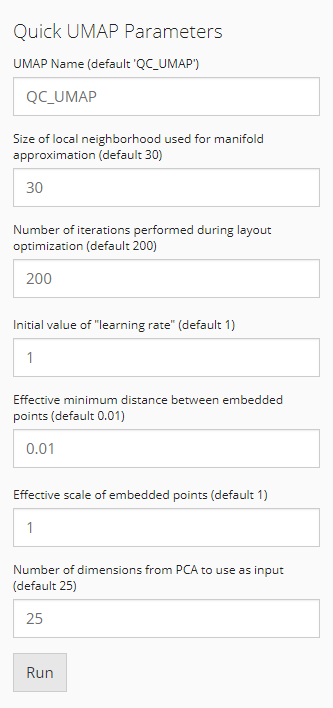 Quick UMAP Parameters
UMAP Name (default 'QC_UMAP')
QC_UMAP
Size of local neighborhood used for manifold
approximation (default 30)
30
Number of iterations performed during layout
optimization (default 200)
200
Initial value of "learning rate" (default 1)
1
Effective minimum distance between embedded
points (default 0.01)
0.01
Effective scale of embedded points (default 1)
1
Number of dimensions from PCA to use as input
(default 25)
25
Run